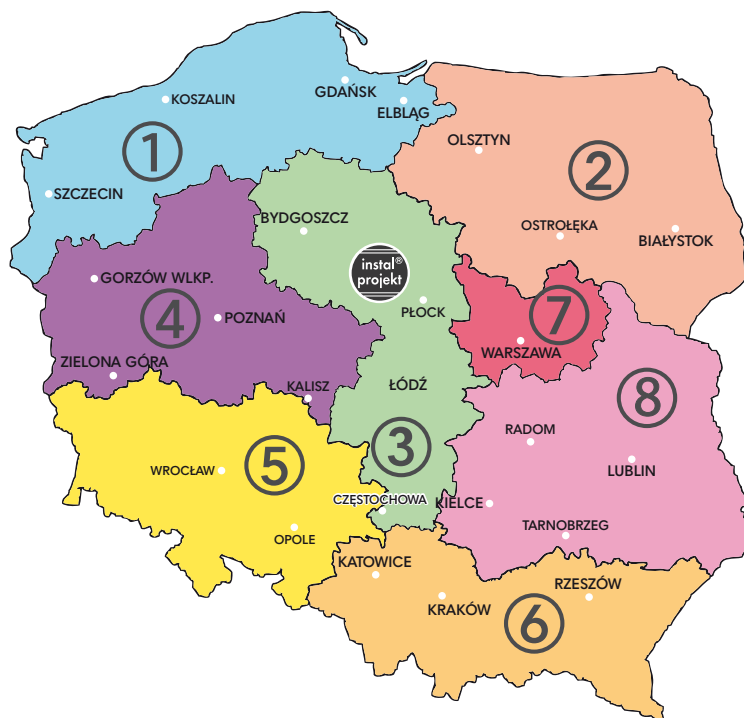 GDAŃSK
KOSZALIN
ELBLĄG
1
OLSZTYN
2
SZCZECIN
BYDGOSZCZ
OSTROŁĘKA
BIAŁYSTOK
instal®
projekt
GORZÓW WLKP.
PŁOCK
4
POZNAŃ
7
WARSZAWA
ZIELONA GÓRA
KALISZ
ŁÓDŹ
8
RADOM
3
5
WROCŁAW
LUBLIN
CZĘSTOCHOWA
KIELCE
TARNOBRZEG
OPOLE
KATOWICE
RZESZÓW
KRAKÓW
6